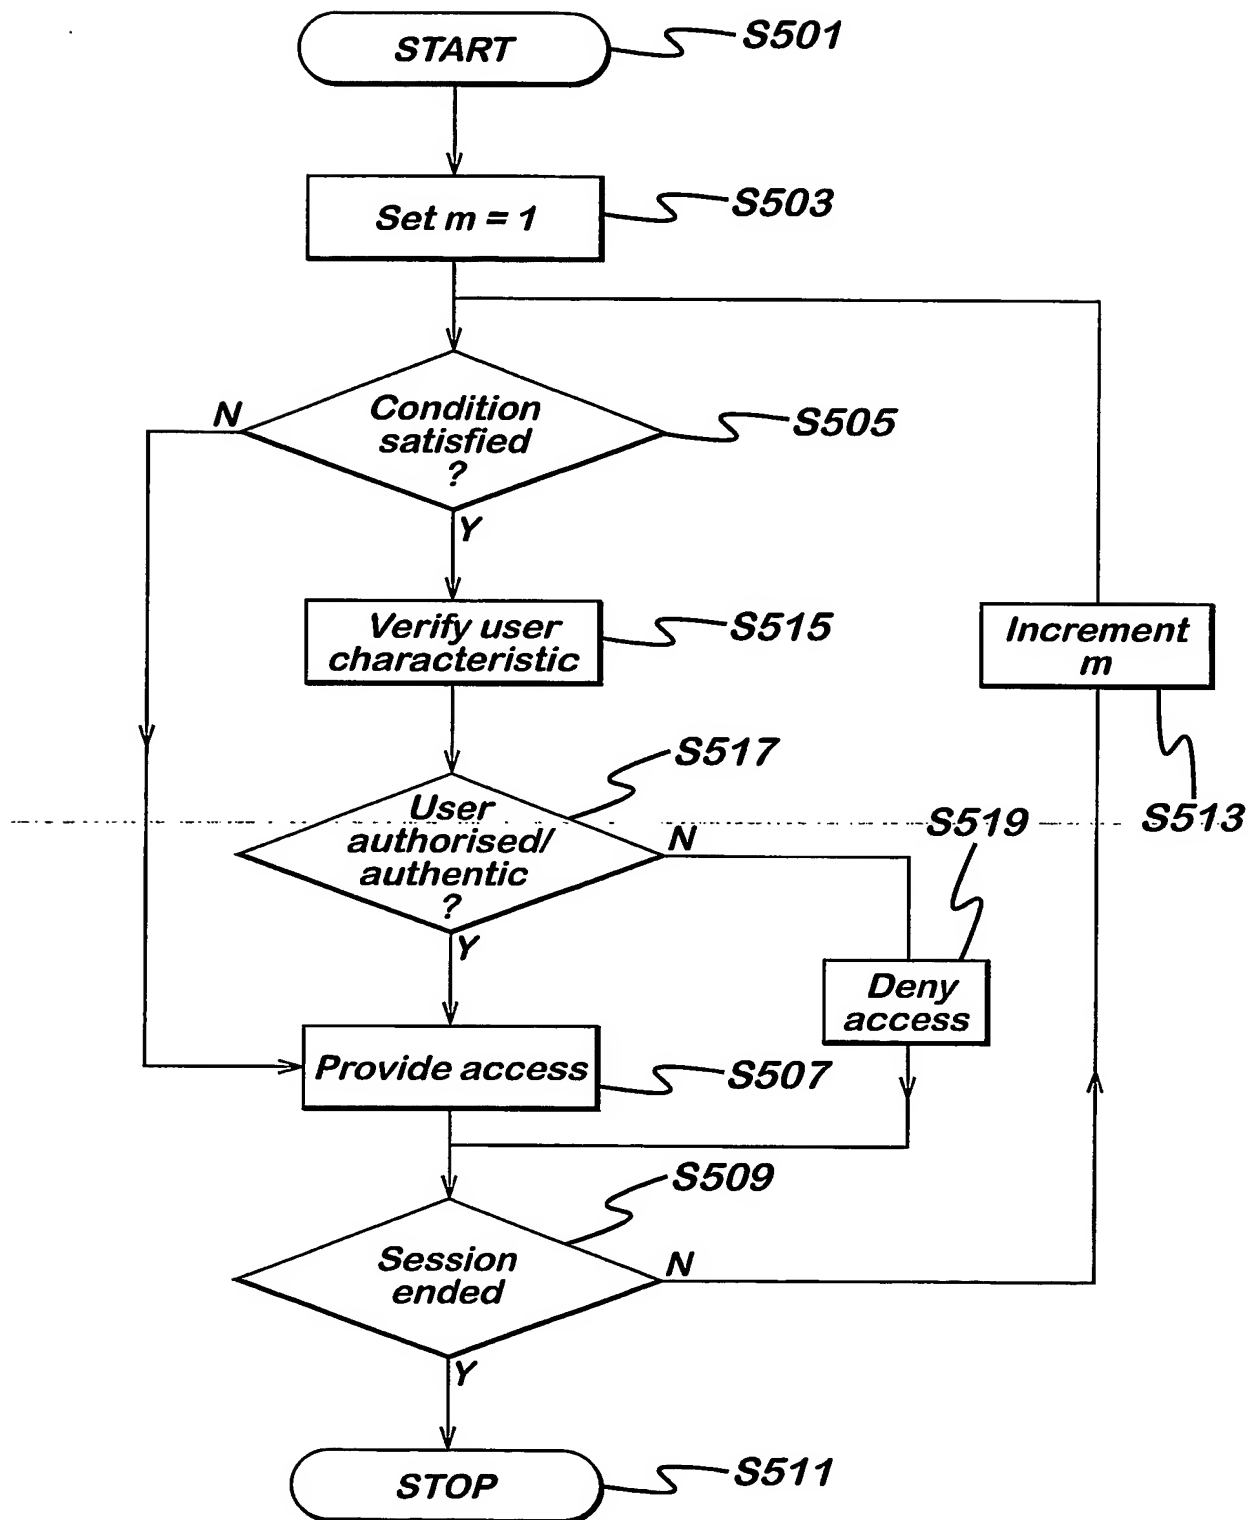 START
S501
Set m = 1
S503
N
Condition
satisfied
?
S505
Y
Verify user
characteristic
S515
Increment
m
S513
S517
User
authorised/
authentic
?
N
S519
Y
Deny
access
Provide access
S507
S509
Session
ended
N
Y
STOP
S511